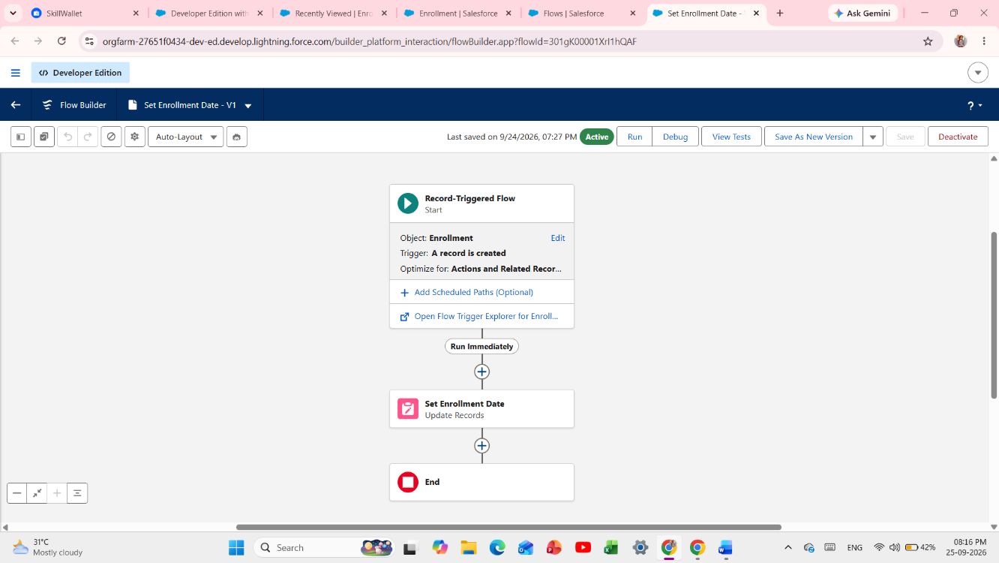 SkillWallet
Developer Edition with
Recently Viewed | Enro
Enrollment | Salesforce
Flows | Salesforce
Set Enrollment Date -
Ask Gemini
orgfarm-27651f0434-dev-ed.develop.lightning.force.com/builder_platform_interaction/flowBuilder.app?flowId=301gK00001XrI1hQAF
</> Developer Edition
Flow Builder
Set Enrollment Date - V1
?
Auto-Layout
Last saved on 9/24/2026, 07:27 PM
Active
Run
Debug
View Tests
Save As New Version
Save
Deactivate
Record-Triggered Flow
Start
Object: Enrollment
Edit
Trigger: A record is created
Optimize for: Actions and Related Recor...
Add Scheduled Paths (Optional)
Open Flow Trigger Explorer for Enroll...
Run Immediately
Set Enrollment Date
Update Records
End
31°C
Mostly cloudy
Search
ENG
42%
08:16 PM
25-09-2026